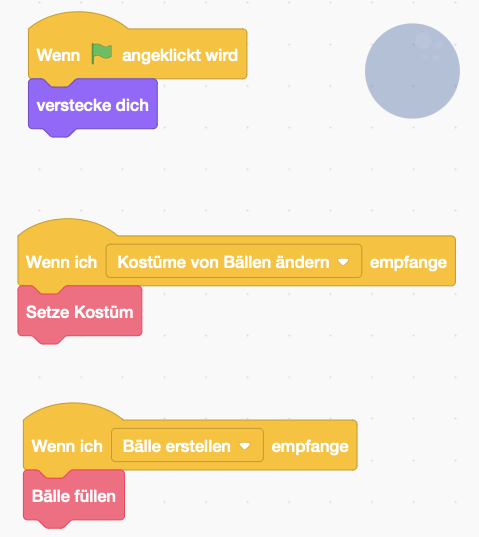 Wenn angeklickt wird
verstecke dich
Wenn ich Kostüme von Bällen ändern empfange
Setze Kostüm
Wenn ich Bälle erstellen empfange
Bälle füllen